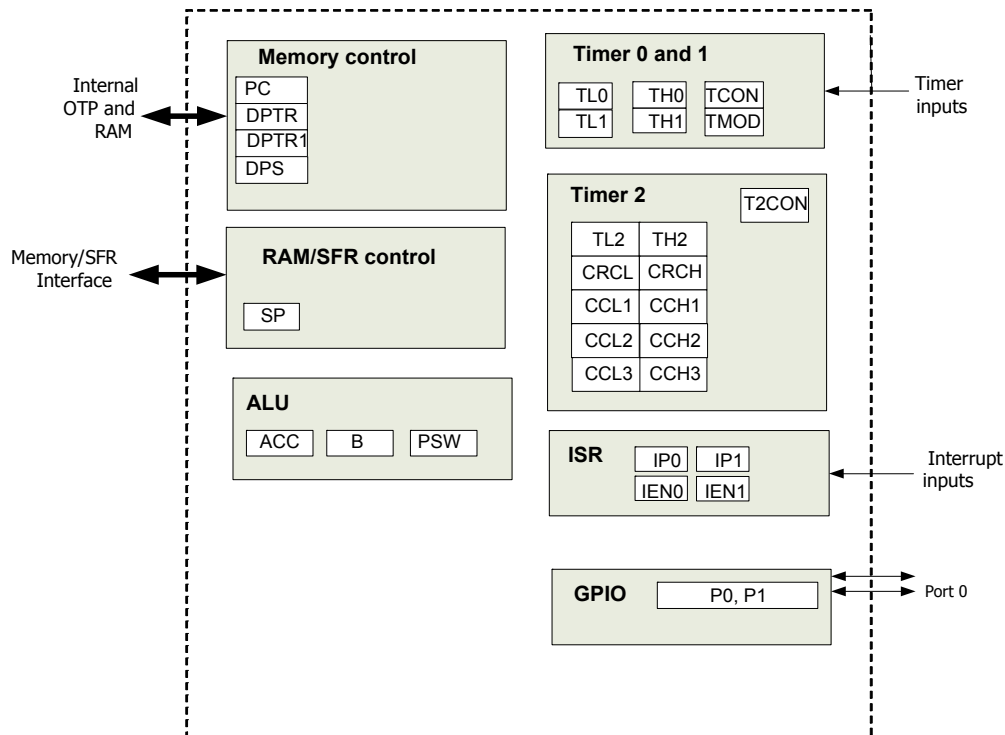 Memory control
PC
DPTR
DPTR1
DPS
Internal
OTP and
RAM
RAM/SFR control
SP
Memory/SFR
Interface
ALU
ACC
B
PSW
Timer 0 and 1
TL0
TH0
TCON
TL1
TH1
TMOD
Timer
inputs
Timer 2
T2CON
TL2
TH2
CRCL
CRCH
CCL1
CCH1
CCL2
CCH2
CCL3
CCH3
ISR
IP0
IP1
IEN0
IEN1
Interrupt
inputs
GPIO
P0, P1
Port 0